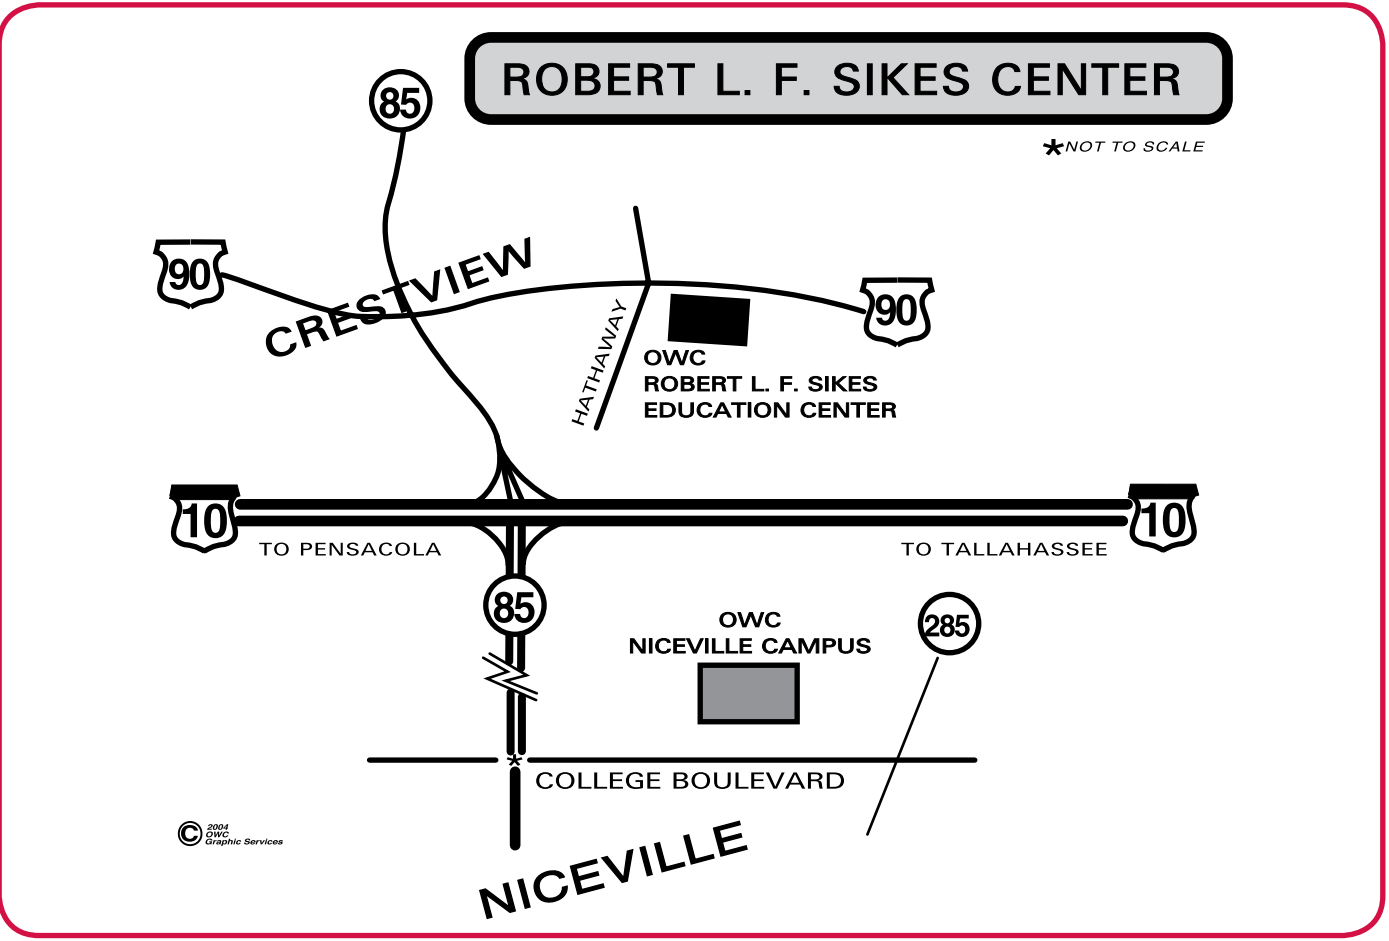 ROBERT L. F. SIKES CENTER
85
*NOT TO SCALE
CRESTVIEW
90
90
HATHAWAY
OWC
ROBERT L. F. SIKES
EDUCATION CENTER
10
10
TO PENSACOLA
TO TALLAHASSEE
85
OWC
NICEVILLE CAMPUS
285
*
COLLEGE BOULEVARD
NICEVILLE
© 2004
OWC
Graphic Services